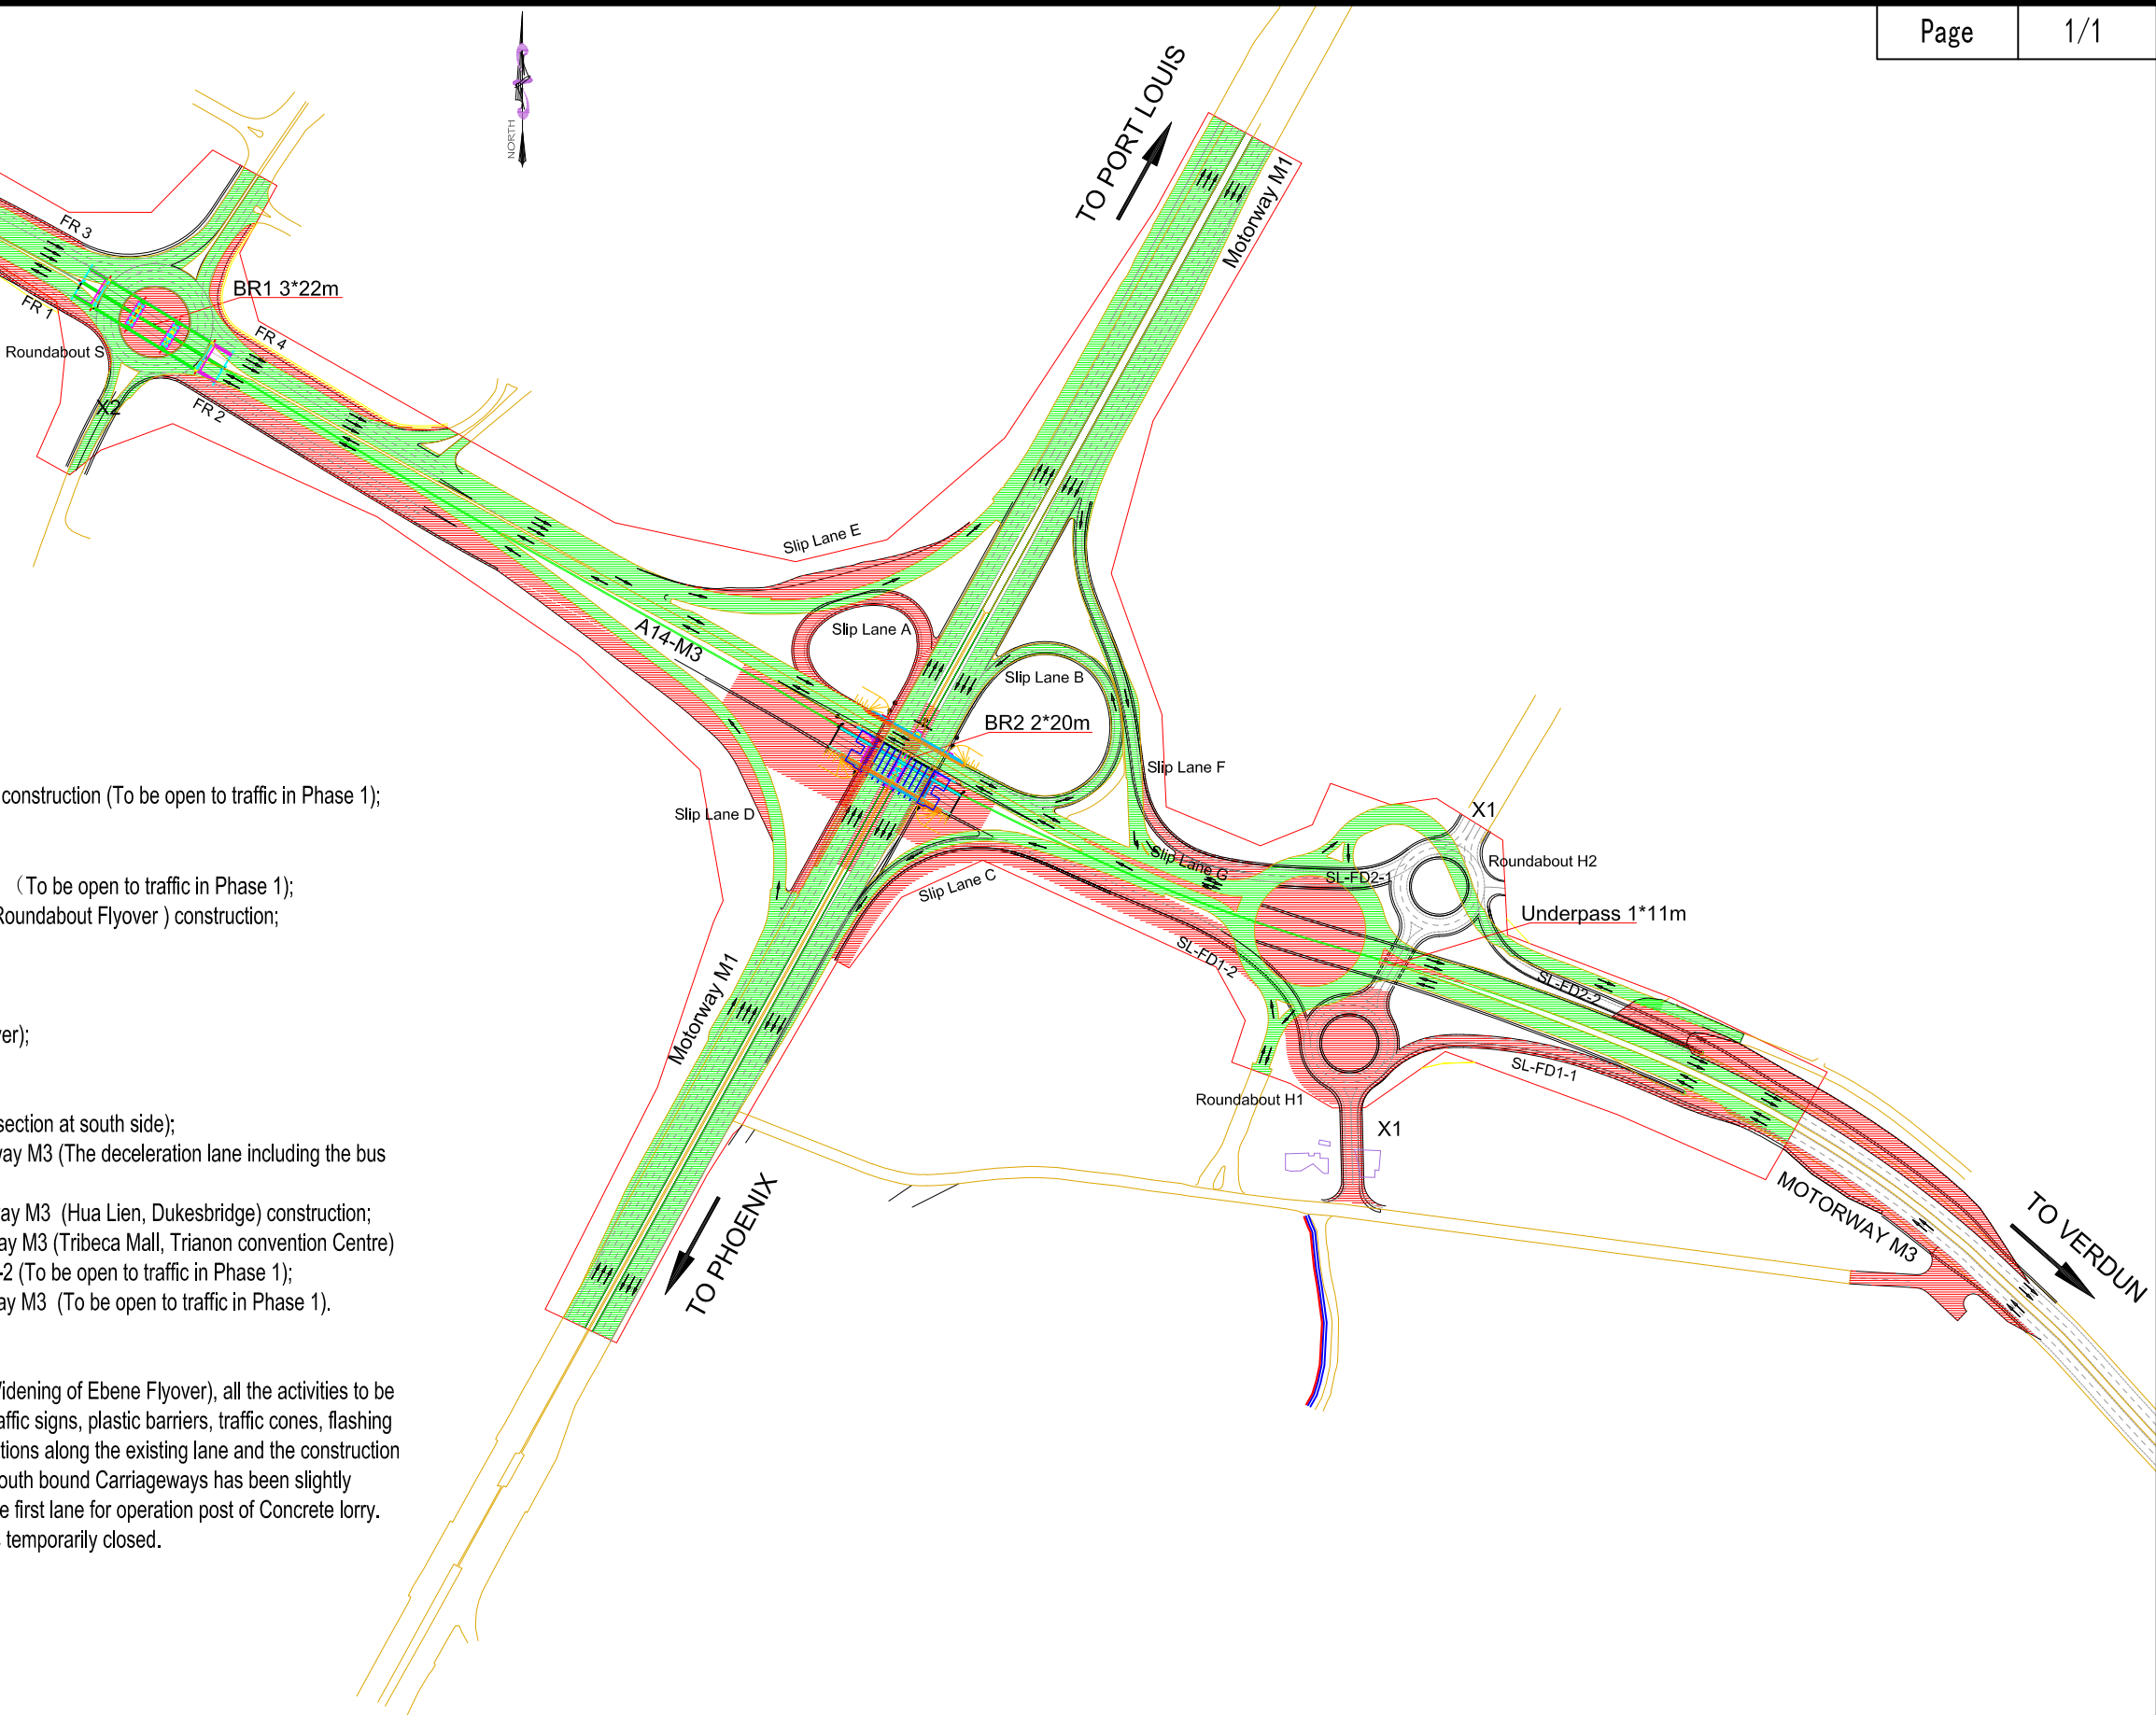 Page 1/1
NORTH
TO PORT LOUIS
Motorway M1
FR 3
BR1 3*22m
FR 1
FR 4
Roundabout S
X2
FR 2
Slip Lane E
A14-M3
Slip Lane A
Slip Lane B
BR2 2*20m
Slip Lane F
Slip Lane D
X1
Slip Lane G
Roundabout H2
SL-FD2-1
Slip Lane C
Underpass 1*11m
SL-FD1-2
SL-FD2-2
Motorway M1
SL-FD1-1
Roundabout H1
X1
MOTORWAY M3
TO PHOENIX
TO VERDUN
construction (To be open to traffic in Phase 1);
（To be open to traffic in Phase 1);
Roundabout Flyover ) construction;
ver);
section at south side);
way M3 (The deceleration lane including the bus
way M3 (Hua Lien, Dukesbridge) construction;
way M3 (Tribeca Mall, Trianon convention Centre)
-2 (To be open to traffic in Phase 1);
way M3 (To be open to traffic in Phase 1).
Widening of Ebene Flyover), all the activities to be
affic signs, plastic barriers, traffic cones, flashing
tions along the existing lane and the construction
outh bound Carriageways has been slightly
e first lane for operation post of Concrete lorry.
temporarily closed.